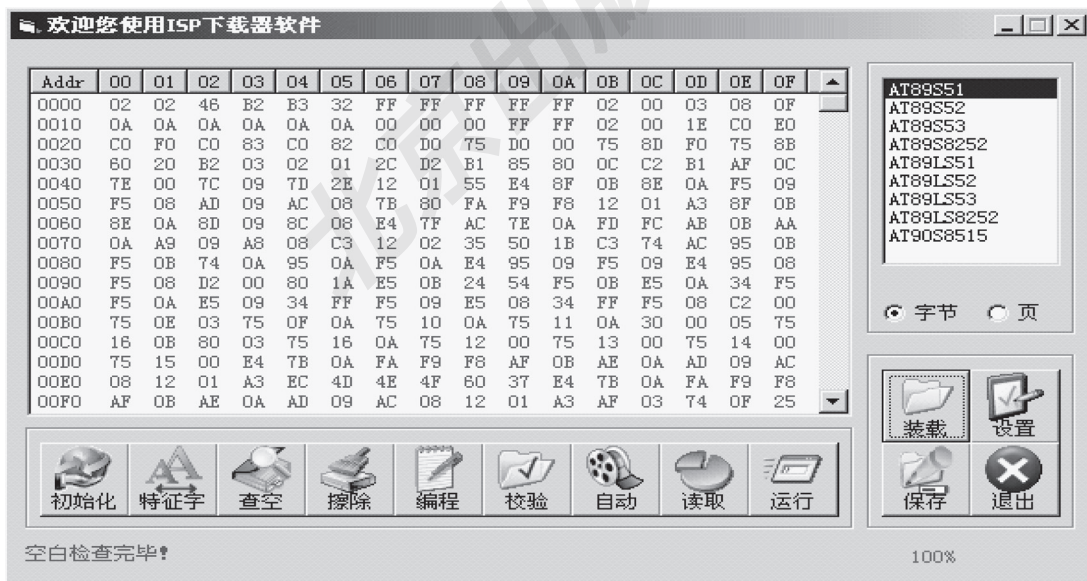 欢迎您使用ISP下载器软件
Addr 00 01 02 03 04 05 06 07 08 09 0A 0B 0C 0D 0E 0F
0000 02 02 46 B2 B3 32 FF FF FF FF FF 02 00 03 08 0F
0010 0A 0A 0A 0A 0A 0A 00 00 00 FF FF 02 00 1E C0 E0
0020 C0 F0 C0 83 C0 82 C0 D0 75 D0 00 75 8D F0 75 8B
0030 60 20 B2 03 02 01 2C D2 B1 85 80 0C C2 B1 AF 0C
0040 7E 00 7C 09 7D 2E 12 01 55 E4 8F 0B 8E 0A F5 09
0050 F5 08 AD 09 AC 08 7B 80 FA F9 F8 12 01 A3 8F 0B
0060 8E 0A 8D 09 8C 08 E4 7F AC 7E 0A FD FC AB 0B AA
0070 0A A9 09 A8 08 C3 12 02 35 50 1B C3 74 AC 95 0B
0080 F5 0B 74 0A 95 0A F5 0A E4 95 09 F5 09 E4 95 08
0090 F5 08 D2 00 80 1A E5 0B 24 54 F5 0B E5 0A 34 F5
00A0 F5 0A E5 09 34 FF F5 09 E5 08 34 FF F5 08 C2 00
00B0 75 0E 03 75 0F 0A 75 10 0A 75 11 0A 30 00 05 75
00C0 16 0B 80 03 75 16 0A 75 12 00 75 13 00 75 14 00
00D0 75 15 00 E4 7B 0A FA F9 F8 AF 0B AE 0A AD 09 AC
00E0 08 12 01 A3 EC 4D 4E 4F 60 37 E4 7B 0A FA F9 F8
00F0 AF 0B AE 0A AD 09 AC 08 12 01 A3 AF 03 74 0F 25
AT89S51
AT89S52
AT89S53
AT89S8252
AT89LS51
AT89LS52
AT89LS53
AT89LS8252
AT90S8515
字节 页
装载 设置
保存 退出
初始化 特征字 查空 擦除 编程 校验 自动 读取 运行
空白检查完毕!
100%
北京出版